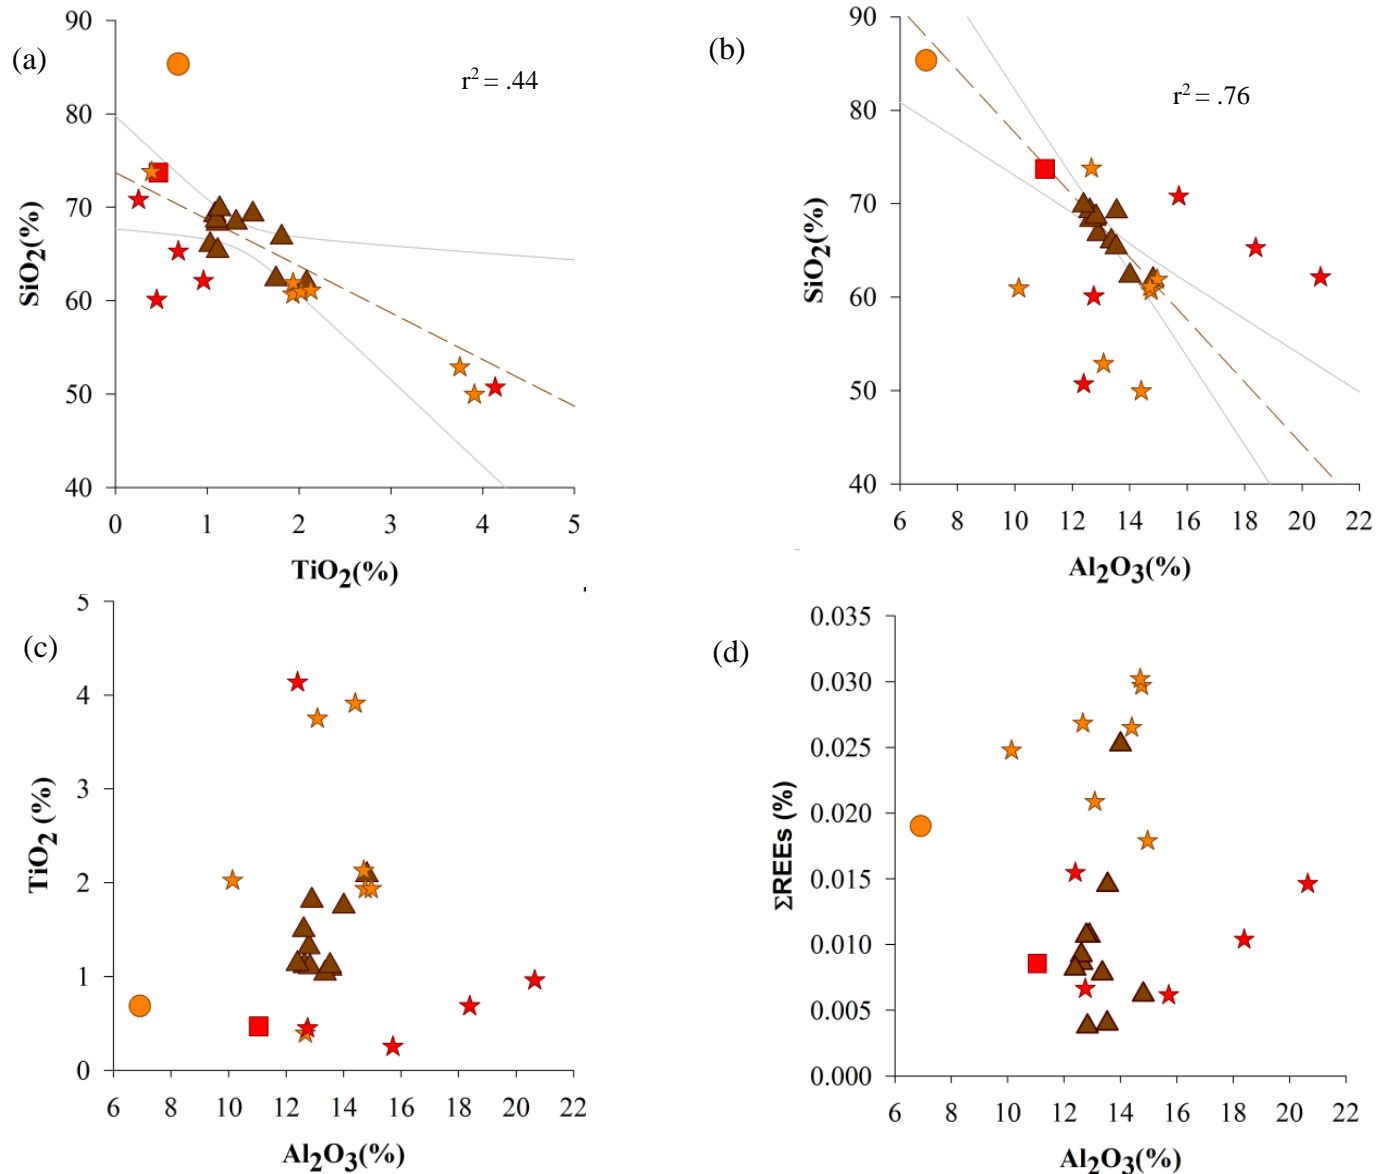 (a)
r² = .44
90
80
70
60
50
40
SiO₂(%)
0 1 2 3 4 5
TiO₂(%)
(b)
r² = .76
90
80
70
60
50
40
SiO₂(%)
6 8 10 12 14 16 18 20 22
Al₂O₃(%)
(c)
5
4
3
2
1
0
TiO₂ (%)
6 8 10 12 14 16 18 20 22
Al₂O₃(%)
(d)
0.035
0.030
0.025
0.020
0.015
0.010
0.005
0.000
ΣREEs (%)
6 8 10 12 14 16 18 20 22
Al₂O₃(%)